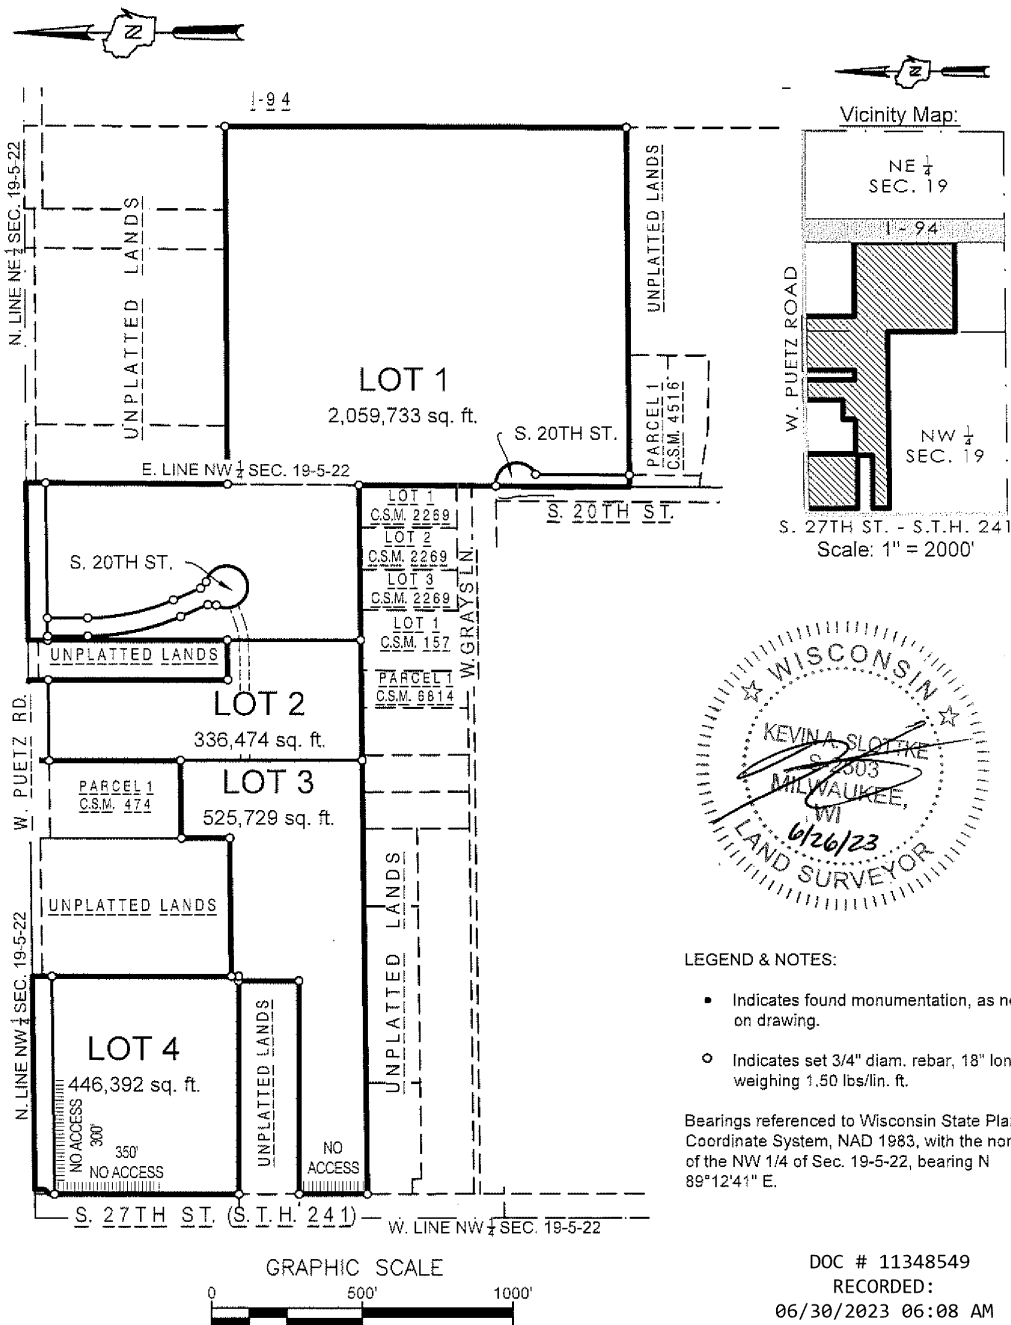 N
N
I-94
Vicinity Map:
NE 1/4
SEC. 19
I - 94
W. PUETZ ROAD
NW 1/4
SEC. 19
S. 27TH ST. - S.T.H. 241
Scale: 1" = 2000'
N. LINE NE 1/4 SEC. 19-5-22
UNPLATTED LANDS
UNPLATTED LANDS
LOT 1
2,059,733 sq. ft.
PARCEL 1
C.S.M. 4516
S. 20TH ST.
E. LINE NW 1/4 SEC. 19-5-22
S. 20TH ST.
LOT 1
C.S.M. 2269
LOT 2
C.S.M. 2269
LOT 3
C.S.M. 2269
LOT 1
C.S.M. 157
PARCEL 1
C.S.M. 6814
W. GRAYS LN.
S. 20TH ST.
UNPLATTED LANDS
LOT 2
336,474 sq. ft.
W. PUETZ RD.
PARCEL 1
C.S.M. 474
LOT 3
525,729 sq. ft.
UNPLATTED LANDS
UNPLATTED LANDS
N. LINE NW 1/4 SEC. 19-5-22
LOT 4
446,392 sq. ft.
NO ACCESS
300'
350'
NO ACCESS
UNPLATTED LANDS
NO
ACCESS
S. 27TH ST. (S.T.H. 241)
W. LINE NW 1/4 SEC. 19-5-22
GRAPHIC SCALE
0 500' 1000'
WISCONSIN
KEVIN A. SLOTTKE
S-2503
MILWAUKEE,
WI
6/26/23
LAND SURVEYOR
LEGEND & NOTES:
• Indicates found monumentation, as
on drawing.
o Indicates set 3/4" diam. rebar, 18"
weighing 1.50 lbs/lin. ft.
Bearings referenced to Wisconsin State
Coordinate System, NAD 1983, with the
of the NW 1/4 of Sec. 19-5-22, bearing N
89°12'41" E.
DOC # 11348549
RECORDED:
06/30/2023 06:08 AM